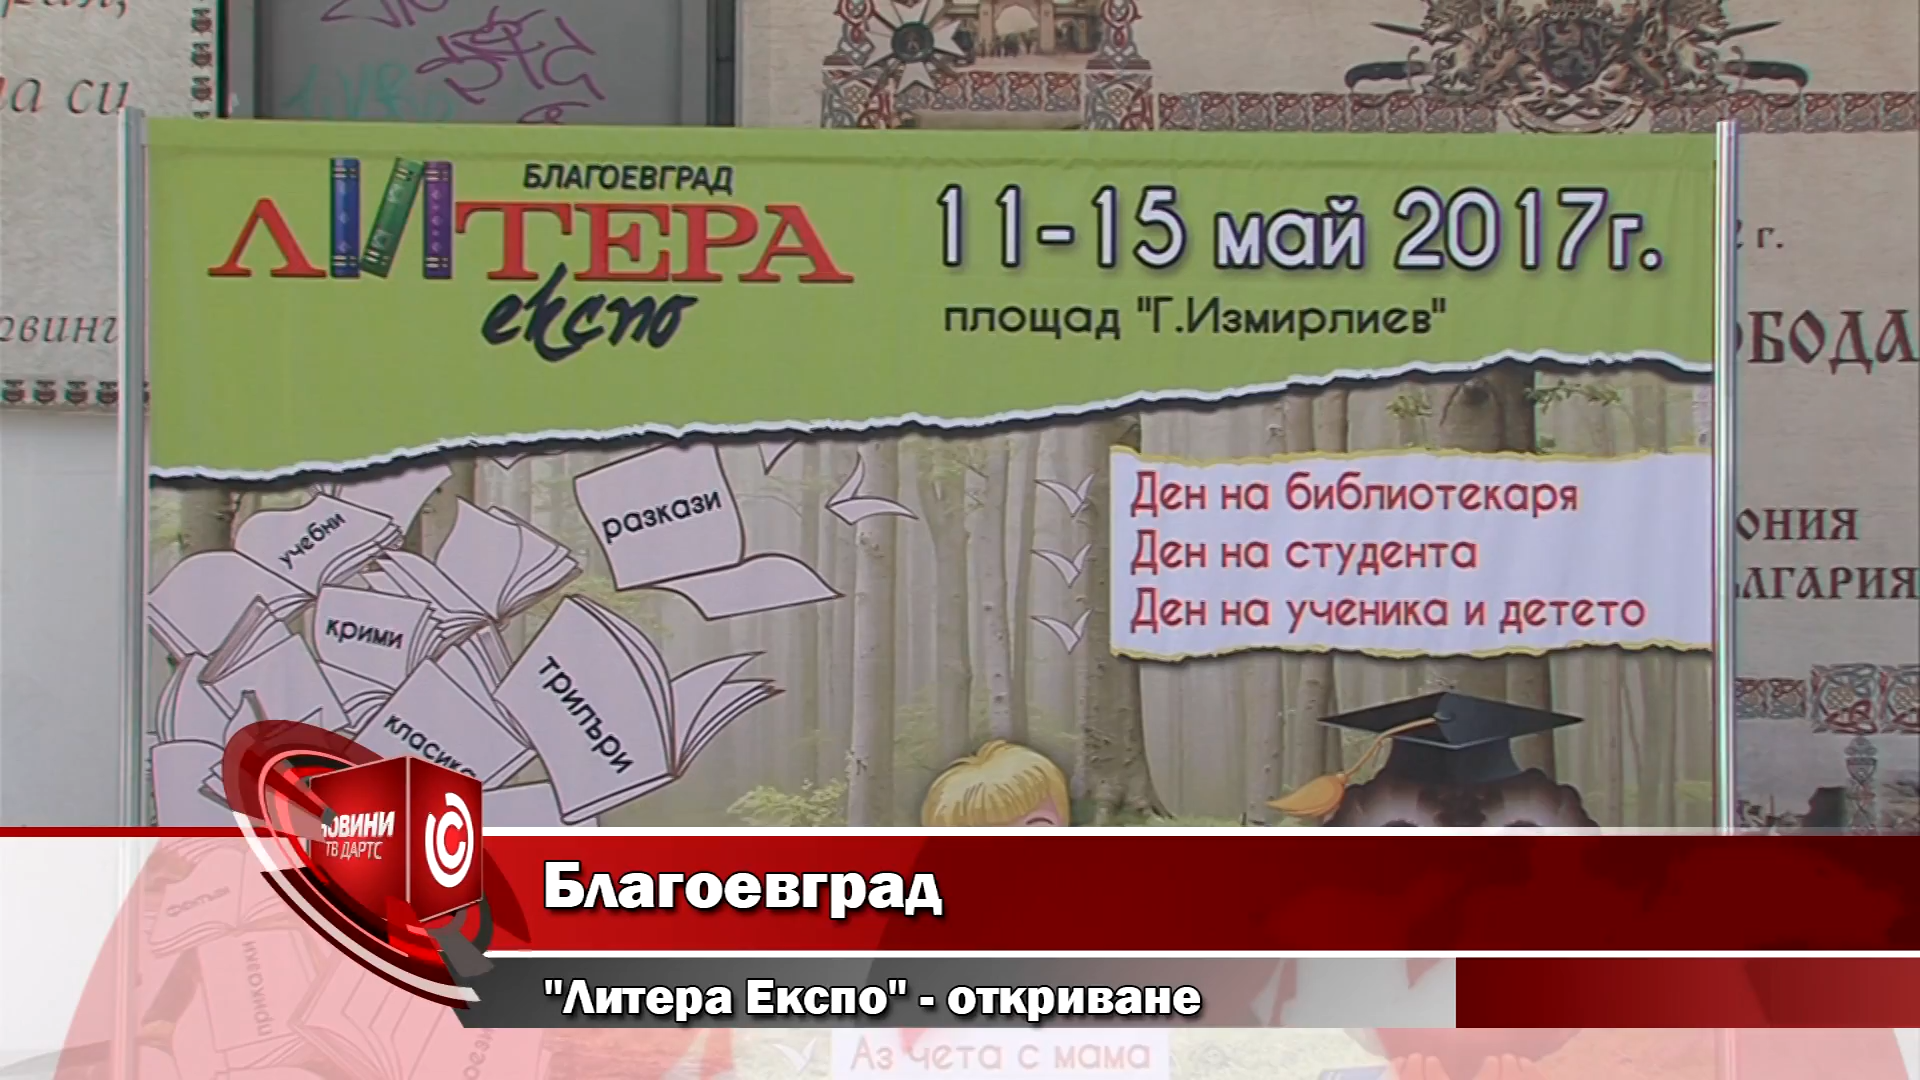 а си
БЛАГОЕВГРАД
ЛИТЕРА
експо
11-15 май 2017г.
площад "Г.Измирлиев"
г.
Ден на библиотекаря
Ден на студента
Ден на ученика и детето
разкази
учебни
крими
трилъри
класика
НОВИНИ
ТВ ДАРТС
Благоевград
"Литера Експо" - откриване
Аз чета с мама